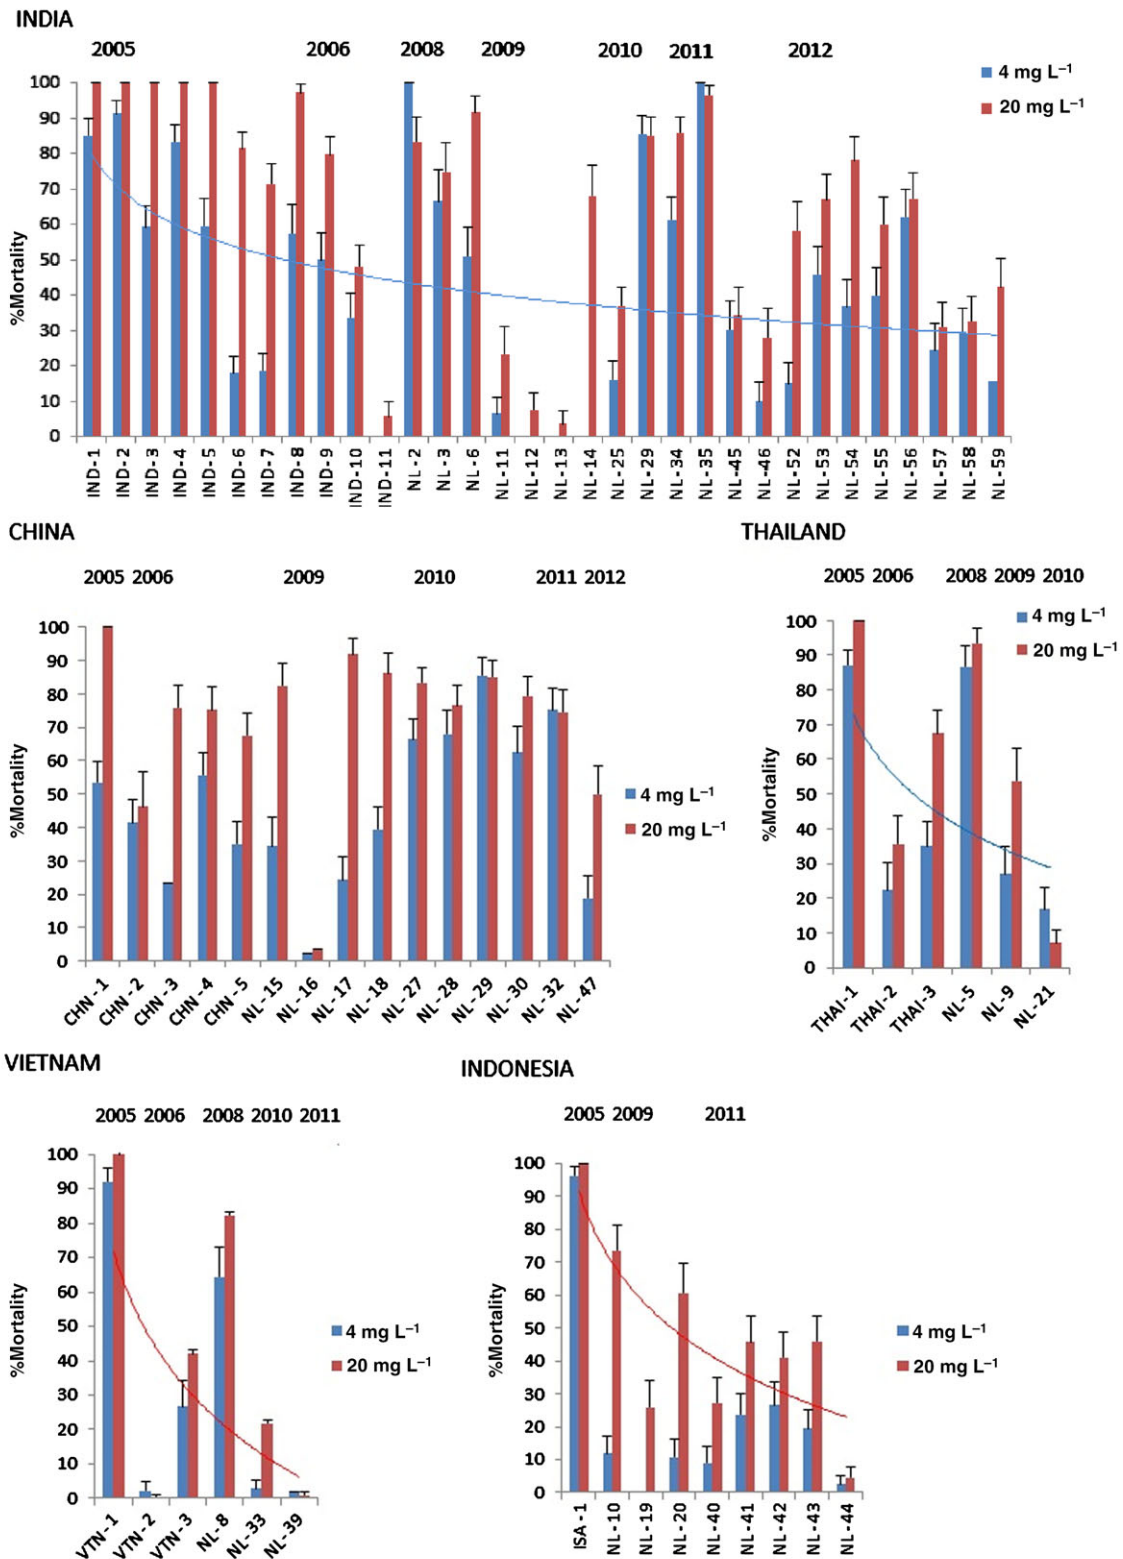 INDIA
2005 2006 2008 2009 2010 2011 2012
4 mg L⁻¹
20 mg L⁻¹
%Mortality
100
90
80
70
60
50
40
30
20
10
0
IND-1 IND-2 IND-3 IND-4 IND-5 IND-6 IND-7 IND-8 IND-9 IND-10 IND-11 NL-2 NL-3 NL-6 NL-11 NL-12 NL-13 NL-14 NL-25 NL-29 NL-34 NL-35 NL-45 NL-46 NL-52 NL-53 NL-54 NL-55 NL-56 NL-57 NL-58 NL-59
CHINA
2005 2006 2009 2010 2011 2012
%Mortality
100
90
80
70
60
50
40
30
20
10
0
4 mg L⁻¹
20 mg L⁻¹
CHN-1 CHN-2 CHN-3 CHN-4 CHN-5 NL-15 NL-16 NL-17 NL-18 NL-27 NL-28 NL-29 NL-30 NL-32 NL-47
THAILAND
2005 2006 2008 2009 2010
4 mg L⁻¹
20 mg L⁻¹
%Mortality
100
90
80
70
60
50
40
30
20
10
0
THAI-1 THAI-2 THAI-3 NL-5 NL-9 NL-21
VIETNAM
2005 2006 2008 2010 2011
%Mortality
100
90
80
70
60
50
40
30
20
10
0
4 mg L⁻¹
20 mg L⁻¹
VTN-1 VTN-2 VTN-3 NL-8 NL-33 NL-39
INDONESIA
2005 2009 2011
%Mortality
100
90
80
70
60
50
40
30
20
10
0
4 mg L⁻¹
20 mg L⁻¹
ISA-1 NL-10 NL-19 NL-20 NL-40 NL-41 NL-42 NL-43 NL-44